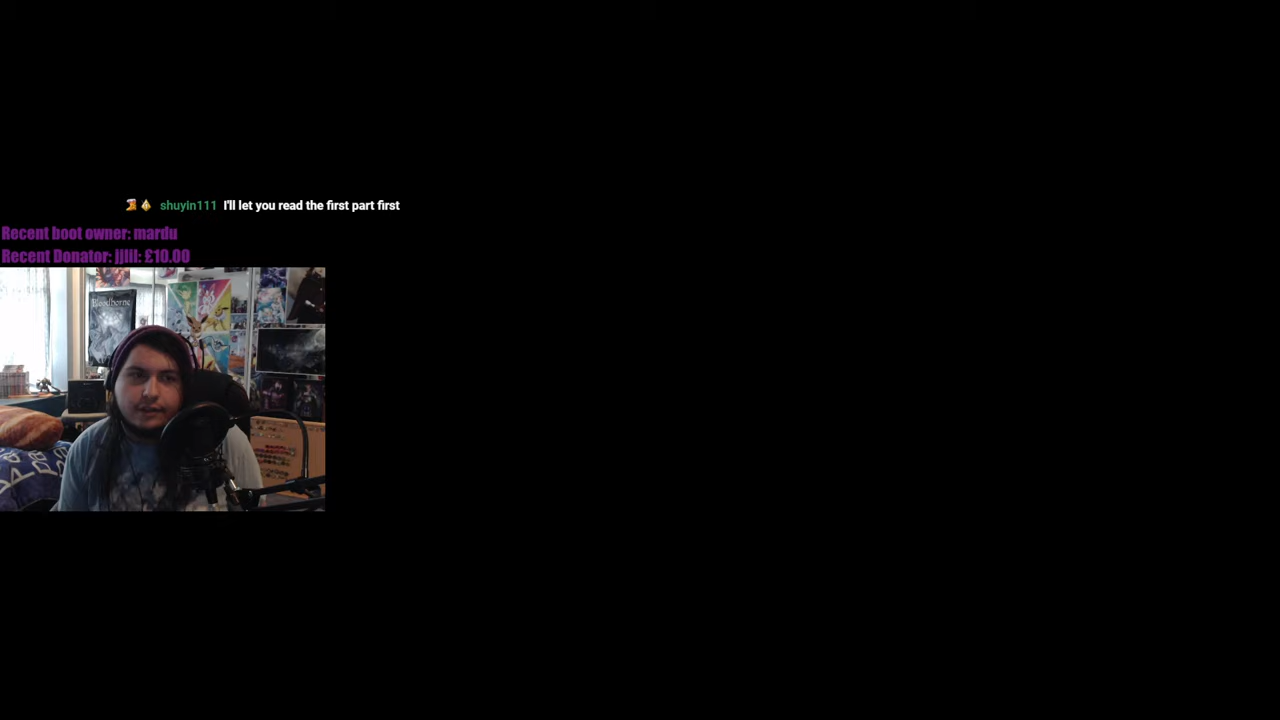 shuyin111 I'll let you read the first part first
Recent boot owner: mardu
Recent Donator: jjlil: £10.00
Bloodborne